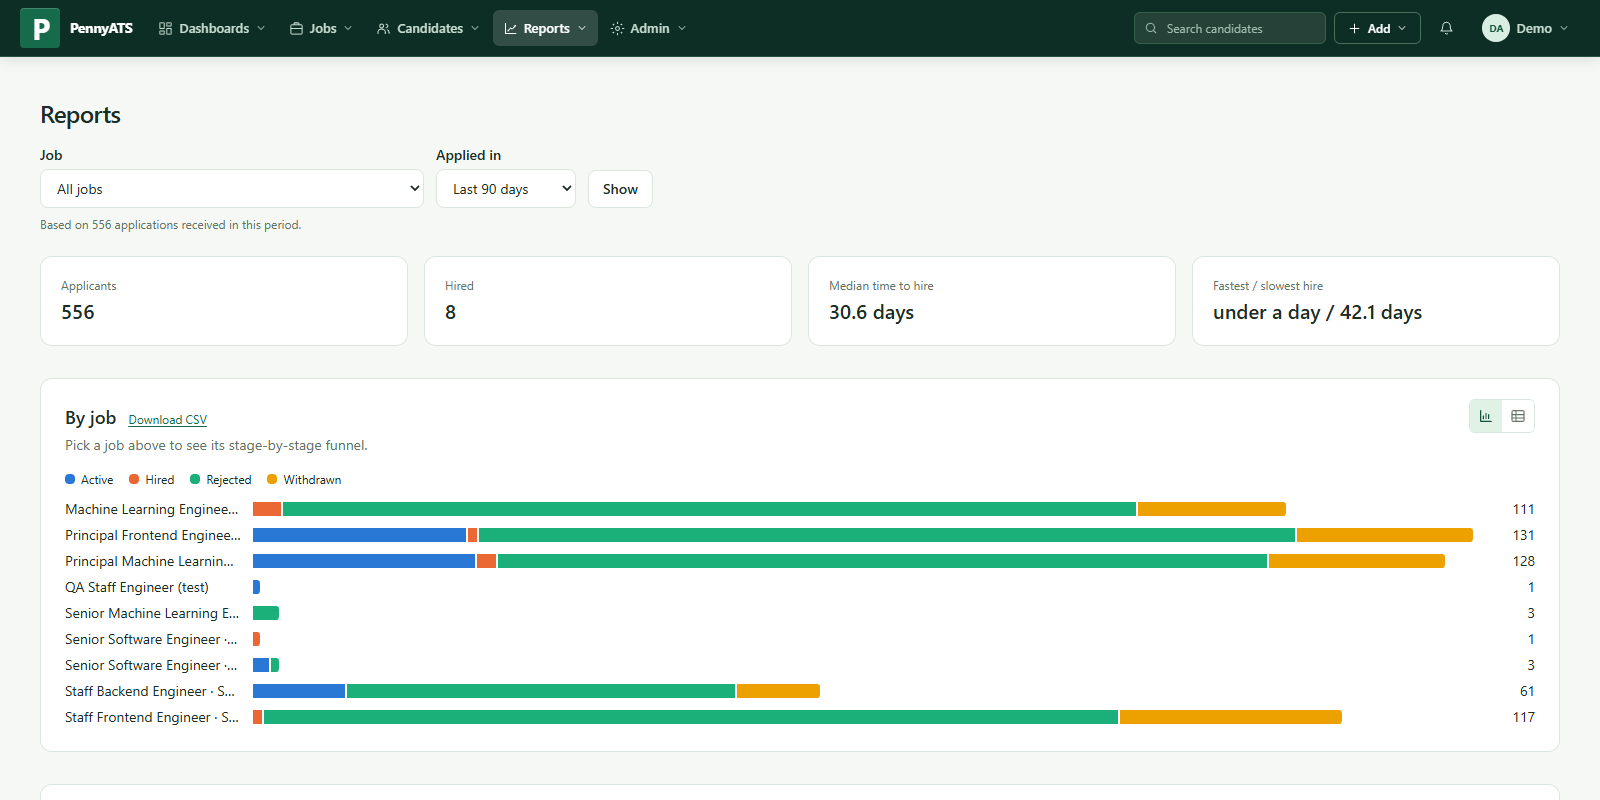 P PennyATS Dashboards Jobs Candidates Reports Admin Search candidates Add DA Demo
Reports
Job Applied in
All jobs Last 90 days Show
Based on 556 applications received in this period.
Applicants Hired Median time to hire Fastest / slowest hire
556 8 30.6 days under a day / 42.1 days
By job Download CSV
Pick a job above to see its stage-by-stage funnel.
Active Hired Rejected Withdrawn
Machine Learning Enginee... 111
Principal Frontend Enginee... 131
Principal Machine Learnin... 128
QA Staff Engineer (test) 1
Senior Machine Learning E... 3
Senior Software Engineer ·... 1
Senior Software Engineer ·... 3
Staff Backend Engineer · S... 61
Staff Frontend Engineer · S... 117